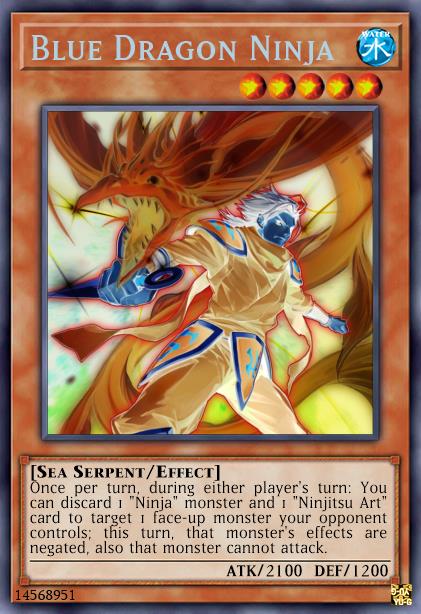 Blue Dragon Ninja
WATER
水
[Sea Serpent/Effect]
Once per turn, during either player's turn: You
can discard 1 "Ninja" monster and 1 "Ninjitsu Art"
card to target 1 face-up monster your opponent
controls; this turn, that monster's effects are
negated, also that monster cannot attack.
ATK/2100 DEF/1200
14568951